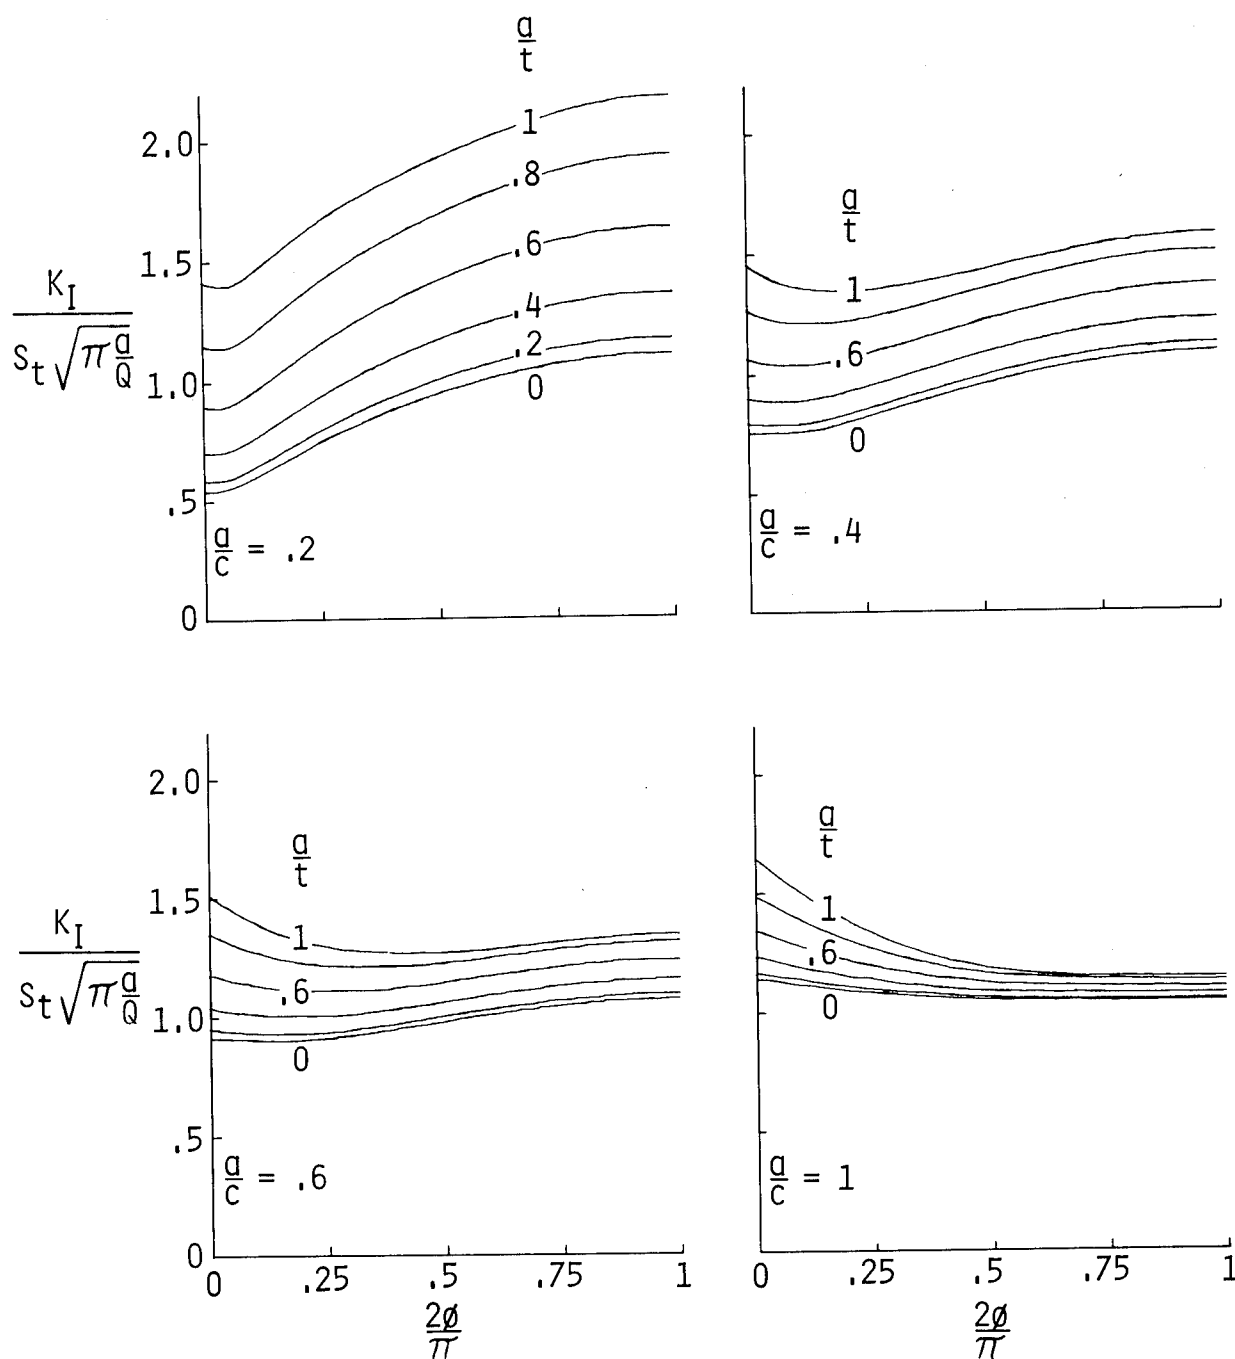 a/t
2.0
1.5
1.0
.5
0
K_I / S_t √(π a/Q)
1
.8
.6
.4
.2
0
a/c = .2
a/t
1
.6
0
a/c = .4
2.0
1.5
1.0
.5
0
K_I / S_t √(π a/Q)
a/t
1
.6
0
a/c = .6
0 .25 .5 .75 1
2ø/π
a/t
1
.6
0
a/c = 1
0 .25 .5 .75 1
2ø/π